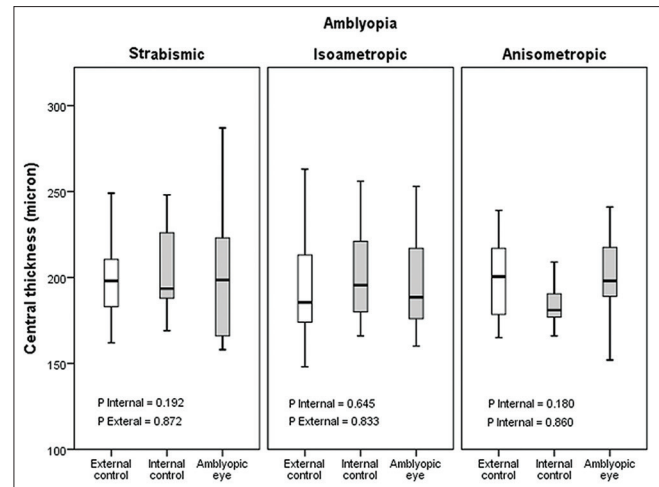 Amblyopia
Strabismic
Isoametropic
Anisometropic
Central thickness (micron)
300
250
200
150
100
P Internal = 0.192
P Exteral = 0.872
P Internal = 0.645
P External = 0.833
P Internal = 0.180
P Internal = 0.860
External control
Internal control
Amblyopic eye
External control
Internal control
Amblyopic eye
External control
Internal control
Amblyopic eye